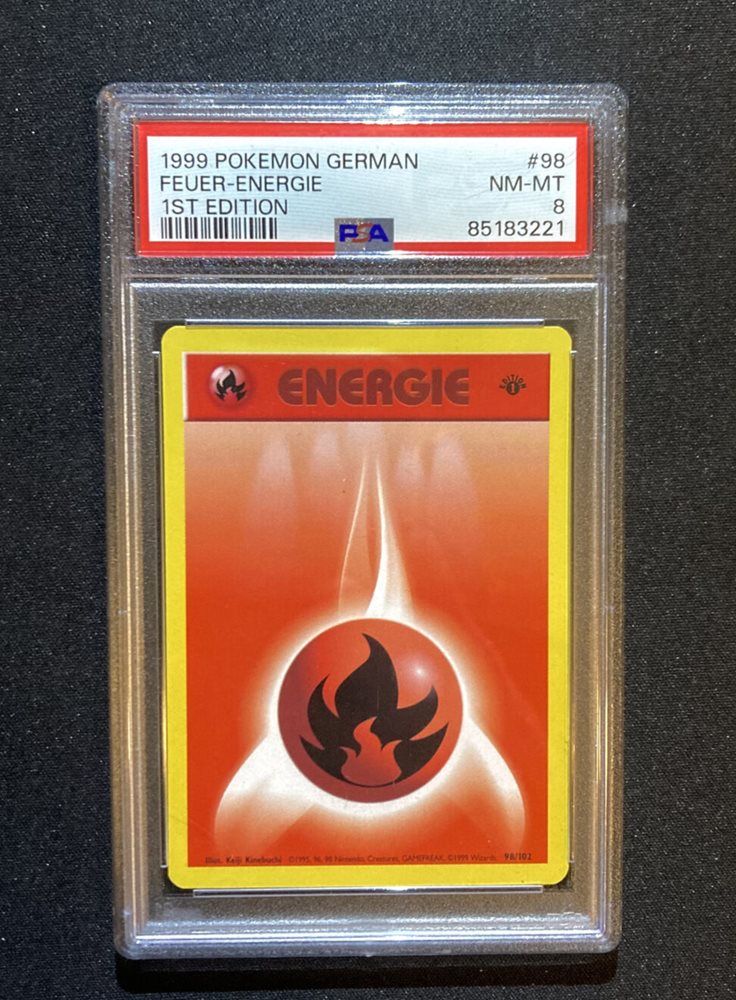 1999 POKEMON GERMAN #98
FEUER-ENERGIE NM-MT
1ST EDITION 8
PSA 85183221
ENERGIE EDITION 1
Illus. Keiji Kinebuchi ©1995, 96, 98 Nintendo, Creatures, GAMEFREAK. ©1999 Wizards. 98/102